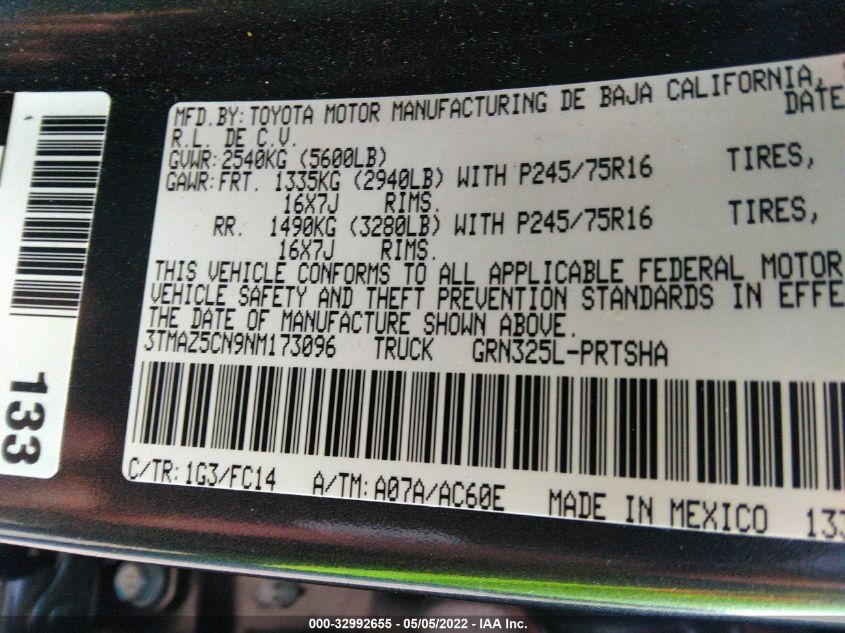 MFD.BY: TOYOTA MOTOR MANUFACTURING DE BAJA CALIFORNIA,
R.L. DE C.V. DATE
GVWR: 2540KG (5600LB)
GAWR: FRT. 1335KG (2940LB) WITH P245/75R16 TIRES,
16X7J RIMS.
RR. 1490KG (3280LB) WITH P245/75R16 TIRES,
16X7J RIMS.
THIS VEHICLE CONFORMS TO ALL APPLICABLE FEDERAL MOTOR
VEHICLE SAFETY AND THEFT PREVENTION STANDARDS IN EFFE
THE DATE OF MANUFACTURE SHOWN ABOVE.
3TMAZ5CN9NM173096 TRUCK GRN325L-PRTSHA
C/TR: 1G3/FC14 A/TM: A07A/AC60E MADE IN MEXICO 133
133
000-32992655 - 05/05/2022 - IAA Inc.